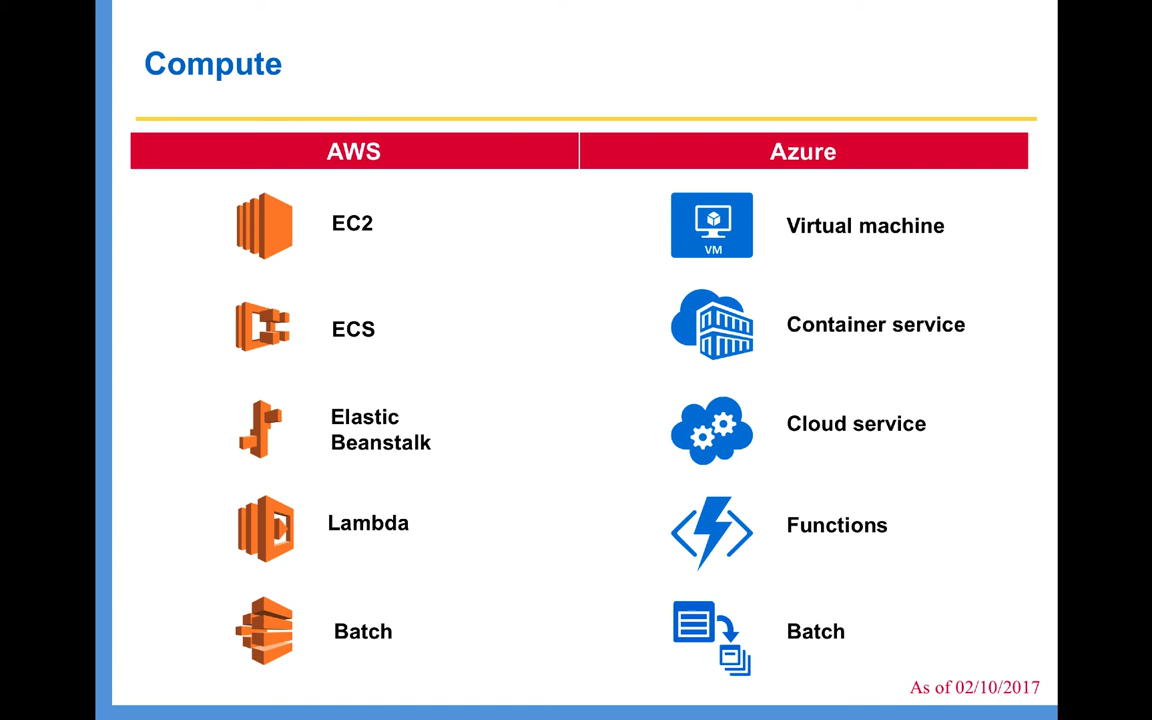 Compute
AWS
Azure
EC2
VM
Virtual machine
ECS
Container service
Elastic
Beanstalk
Cloud service
Lambda
Functions
Batch
Batch
As of 02/10/2017